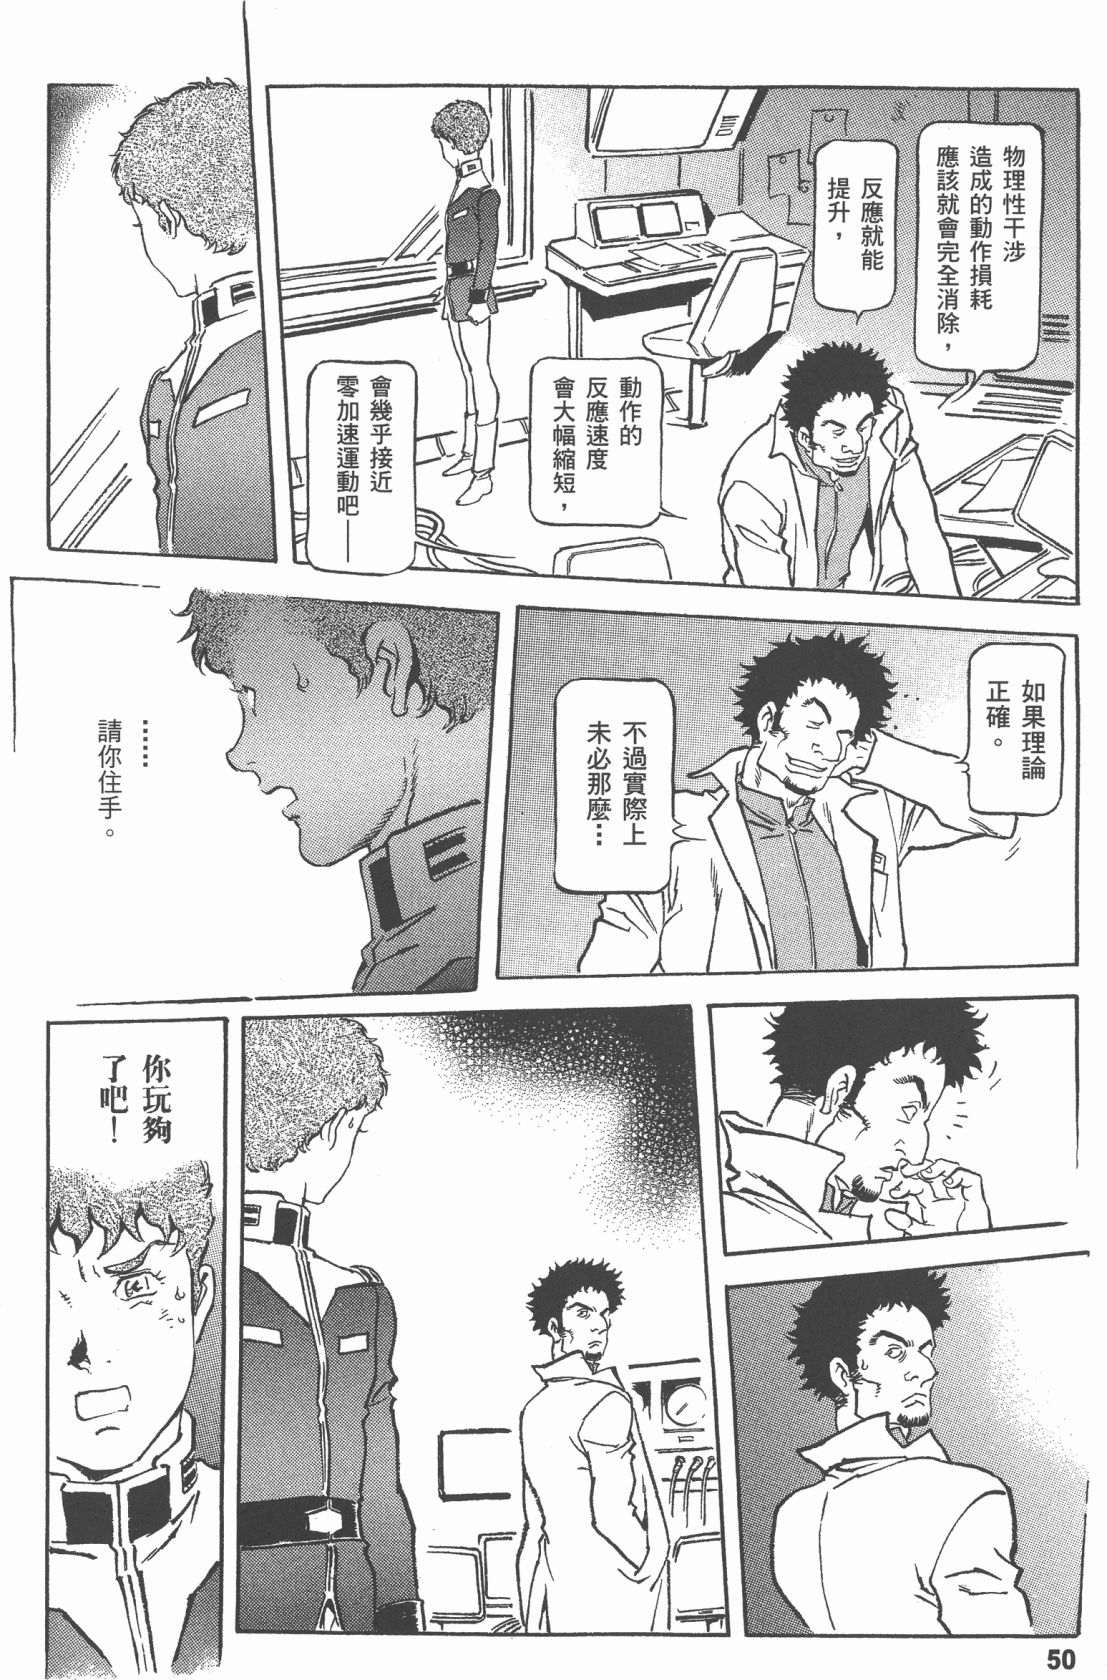 物理性干涉
造成的動作損耗
應該就會完全消除，
反應就能
提升，
動作的
反應速度
會大幅縮短，
會幾乎接近
零加速運動吧——
如果理論
正確。
不過實際上
未必那麼…
……
請你住手。
你玩夠
了吧！
50